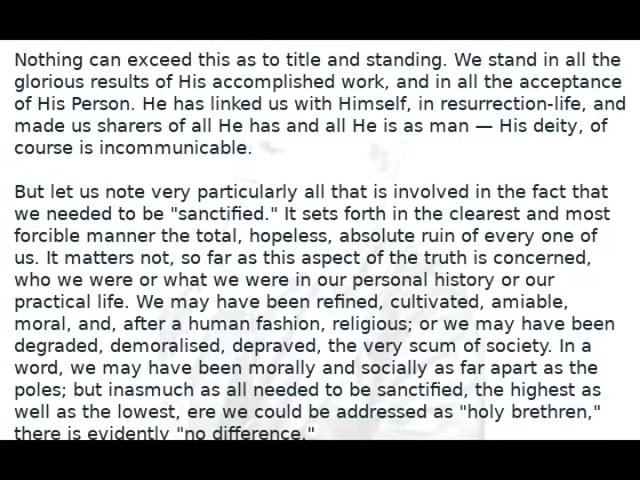 Nothing can exceed this as to title and standing. We stand in all the
glorious results of His accomplished work, and in all the acceptance
of His Person. He has linked us with Himself, in resurrection-life, and
made us sharers of all He has and all He is as man — His deity, of
course is incommunicable.
But let us note very particularly all that is involved in the fact that
we needed to be "sanctified." It sets forth in the clearest and most
forcible manner the total, hopeless, absolute ruin of every one of
us. It matters not, so far as this aspect of the truth is concerned,
who we were or what we were in our personal history or our
practical life. We may have been refined, cultivated, amiable,
moral, and, after a human fashion, religious; or we may have been
degraded, demoralised, depraved, the very scum of society. In a
word, we may have been morally and socially as far apart as the
poles; but inasmuch as all needed to be sanctified, the highest as
well as the lowest, ere we could be addressed as "holy brethren,"
there is evidently "no difference."